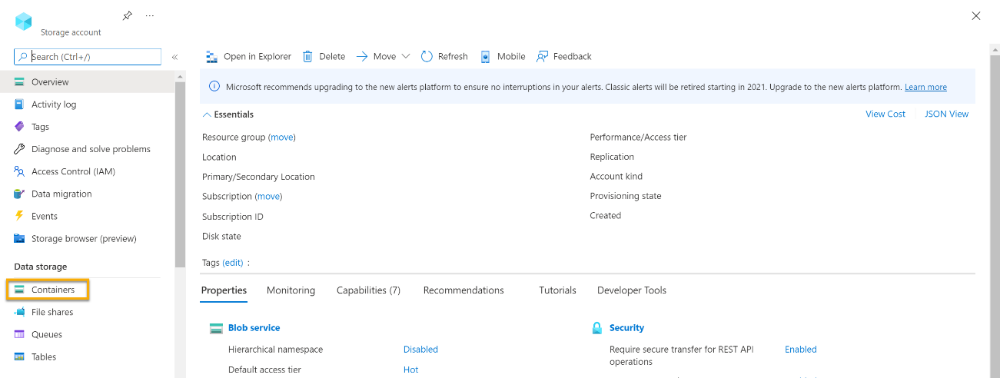 Storage account
Search (Ctrl+/)
«
Overview
Activity log
Tags
Diagnose and solve problems
Access Control (IAM)
Data migration
Events
Storage browser (preview)
Data storage
Containers
File shares
Queues
Tables
Open in Explorer Delete Move Refresh Mobile Feedback
Microsoft recommends upgrading to the new alerts platform to ensure no interruptions in your alerts. Classic alerts will be retired starting in 2021. Upgrade to the new alerts platform. Learn more
Essentials View Cost JSON View
Resource group (move)
Location
Primary/Secondary Location
Subscription (move)
Subscription ID
Disk state
Performance/Access tier
Replication
Account kind
Provisioning state
Created
Tags (edit) :
Properties Monitoring Capabilities (7) Recommendations Tutorials Developer Tools
Blob service
Hierarchical namespace Disabled
Default access tier Hot
Security
Require secure transfer for REST API Enabled
operations